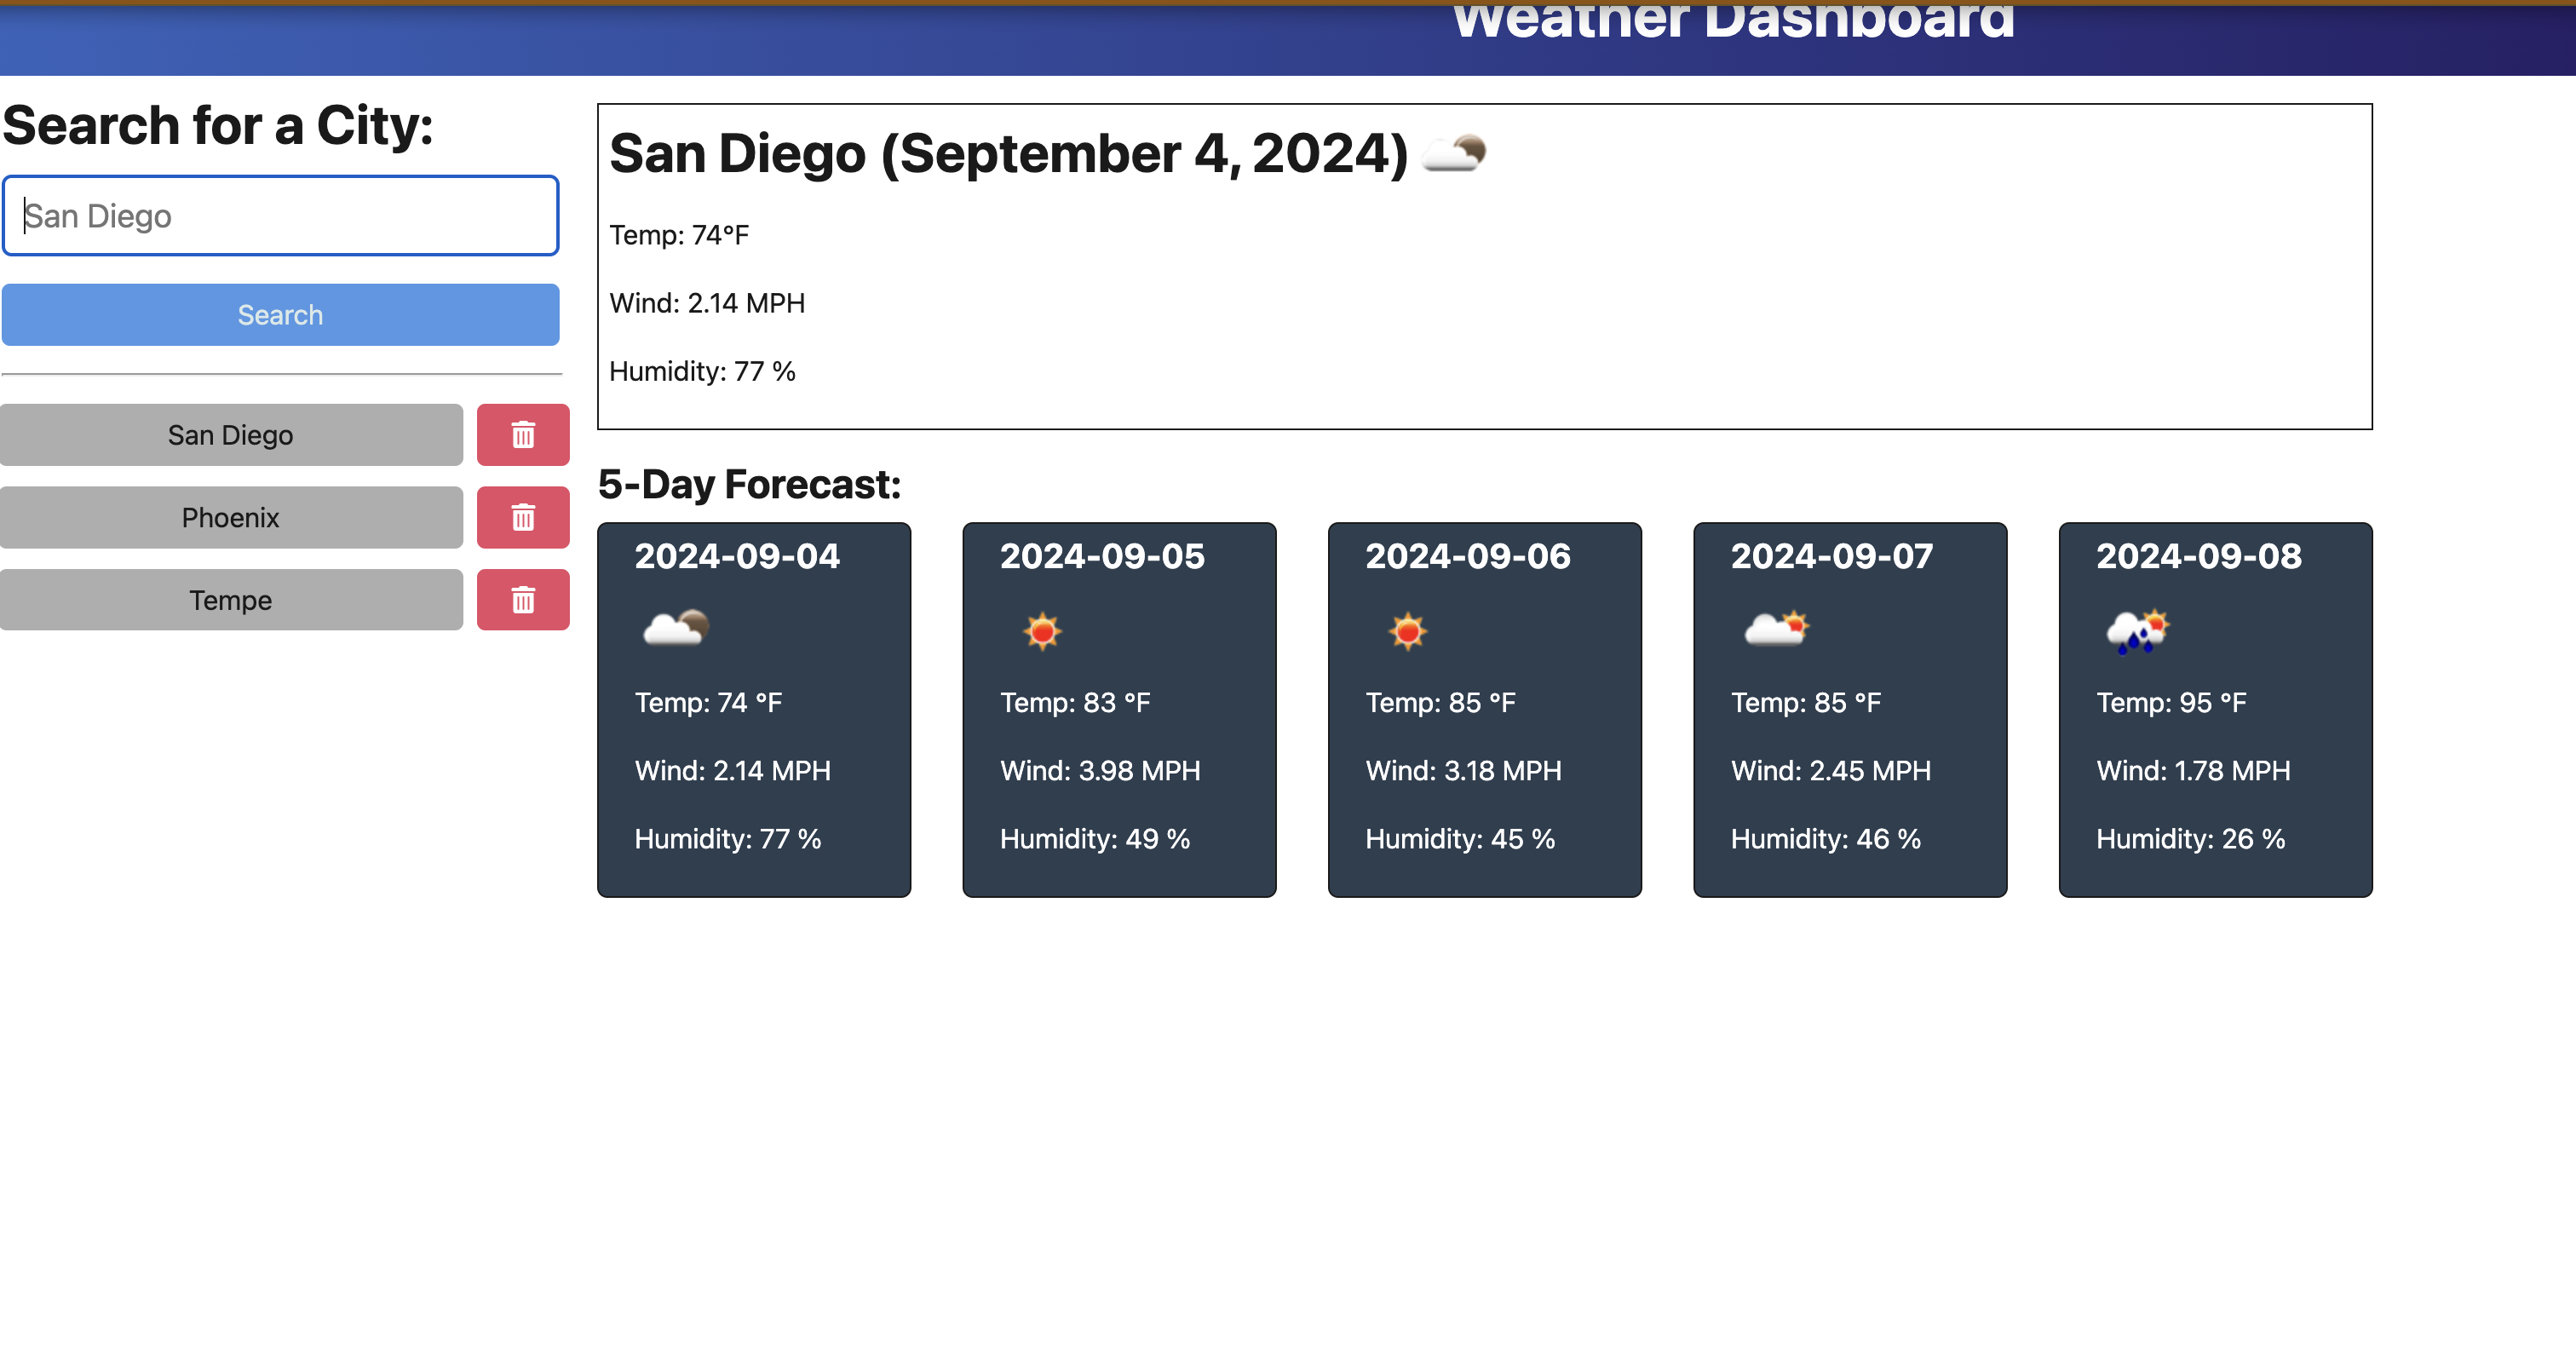 Weather Dashboard
Search for a City:
San Diego
Search
San Diego
Phoenix
Tempe
San Diego (September 4, 2024)
Temp: 74°F
Wind: 2.14 MPH
Humidity: 77 %
5-Day Forecast:
2024-09-04
Temp: 74 °F
Wind: 2.14 MPH
Humidity: 77 %
2024-09-05
Temp: 83 °F
Wind: 3.98 MPH
Humidity: 49 %
2024-09-06
Temp: 85 °F
Wind: 3.18 MPH
Humidity: 45 %
2024-09-07
Temp: 85 °F
Wind: 2.45 MPH
Humidity: 46 %
2024-09-08
Temp: 95 °F
Wind: 1.78 MPH
Humidity: 26 %